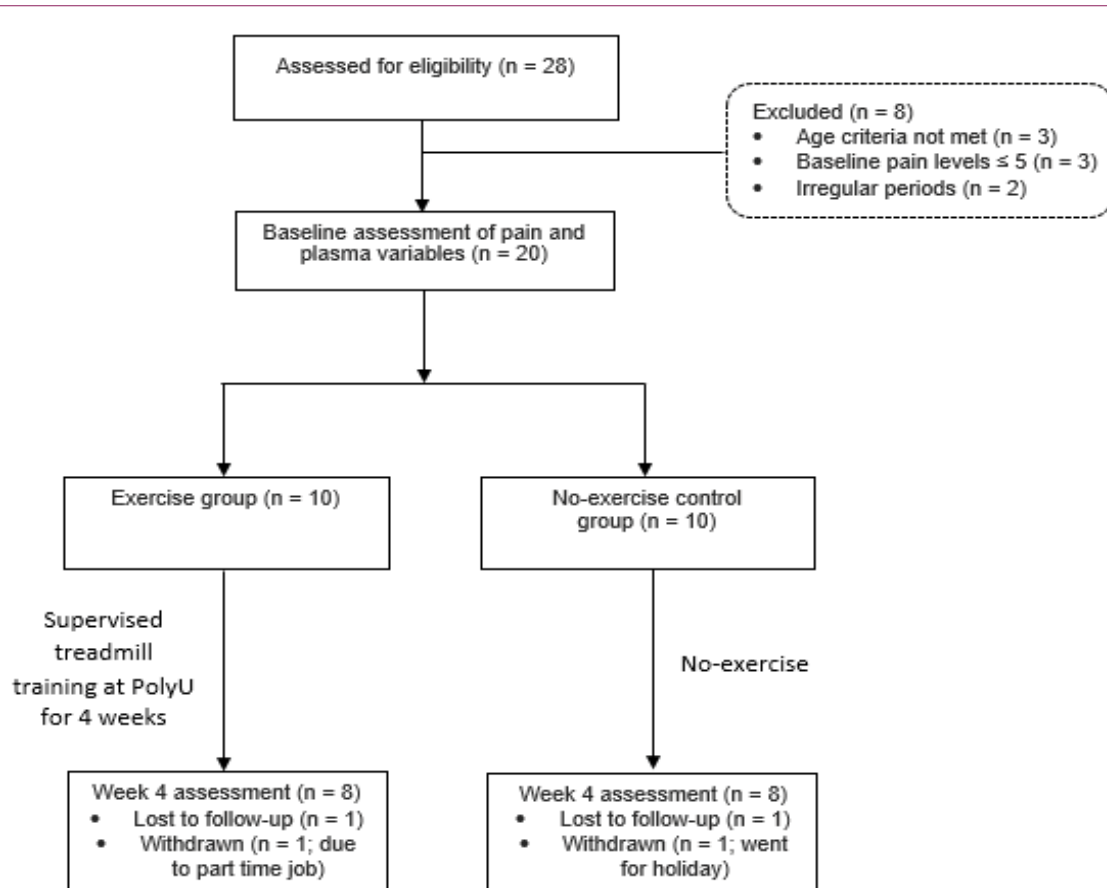 Assessed for eligibility (n = 28)
Excluded (n = 8)
• Age criteria not met (n = 3)
• Baseline pain levels ≤ 5 (n = 3)
• Irregular periods (n = 2)
Baseline assessment of pain and
plasma variables (n = 20)
Exercise group (n = 10)
No-exercise control
group (n = 10)
Supervised
treadmill
training at PolyU
for 4 weeks
No-exercise
Week 4 assessment (n = 8)
• Lost to follow-up (n = 1)
• Withdrawn (n = 1; due
to part time job)
Week 4 assessment (n = 8)
• Lost to follow-up (n = 1)
• Withdrawn (n = 1; went
for holiday)